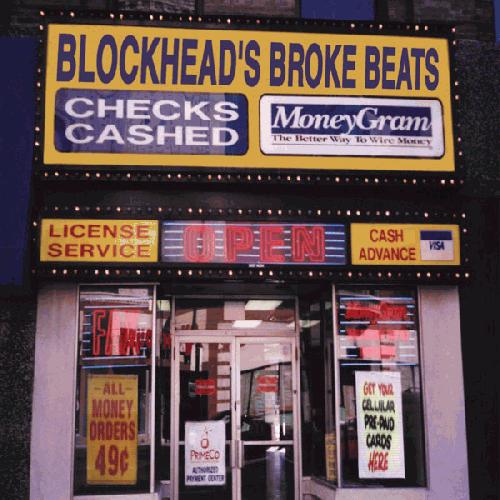 BLOCKHEAD'S BROKE BEATS
CHECKS
CASHED
MoneyGram
The Better Way To Wire Money
LICENSE
SERVICE
OPEN
CASH
ADVANCE
VISA
FAX
ALL
MONEY
ORDERS
49¢
PRIMECO
AUTHORIZED
PAYMENT CENTER
GET YOUR
CELLULAR
PRE-PAID
CARDS
HERE